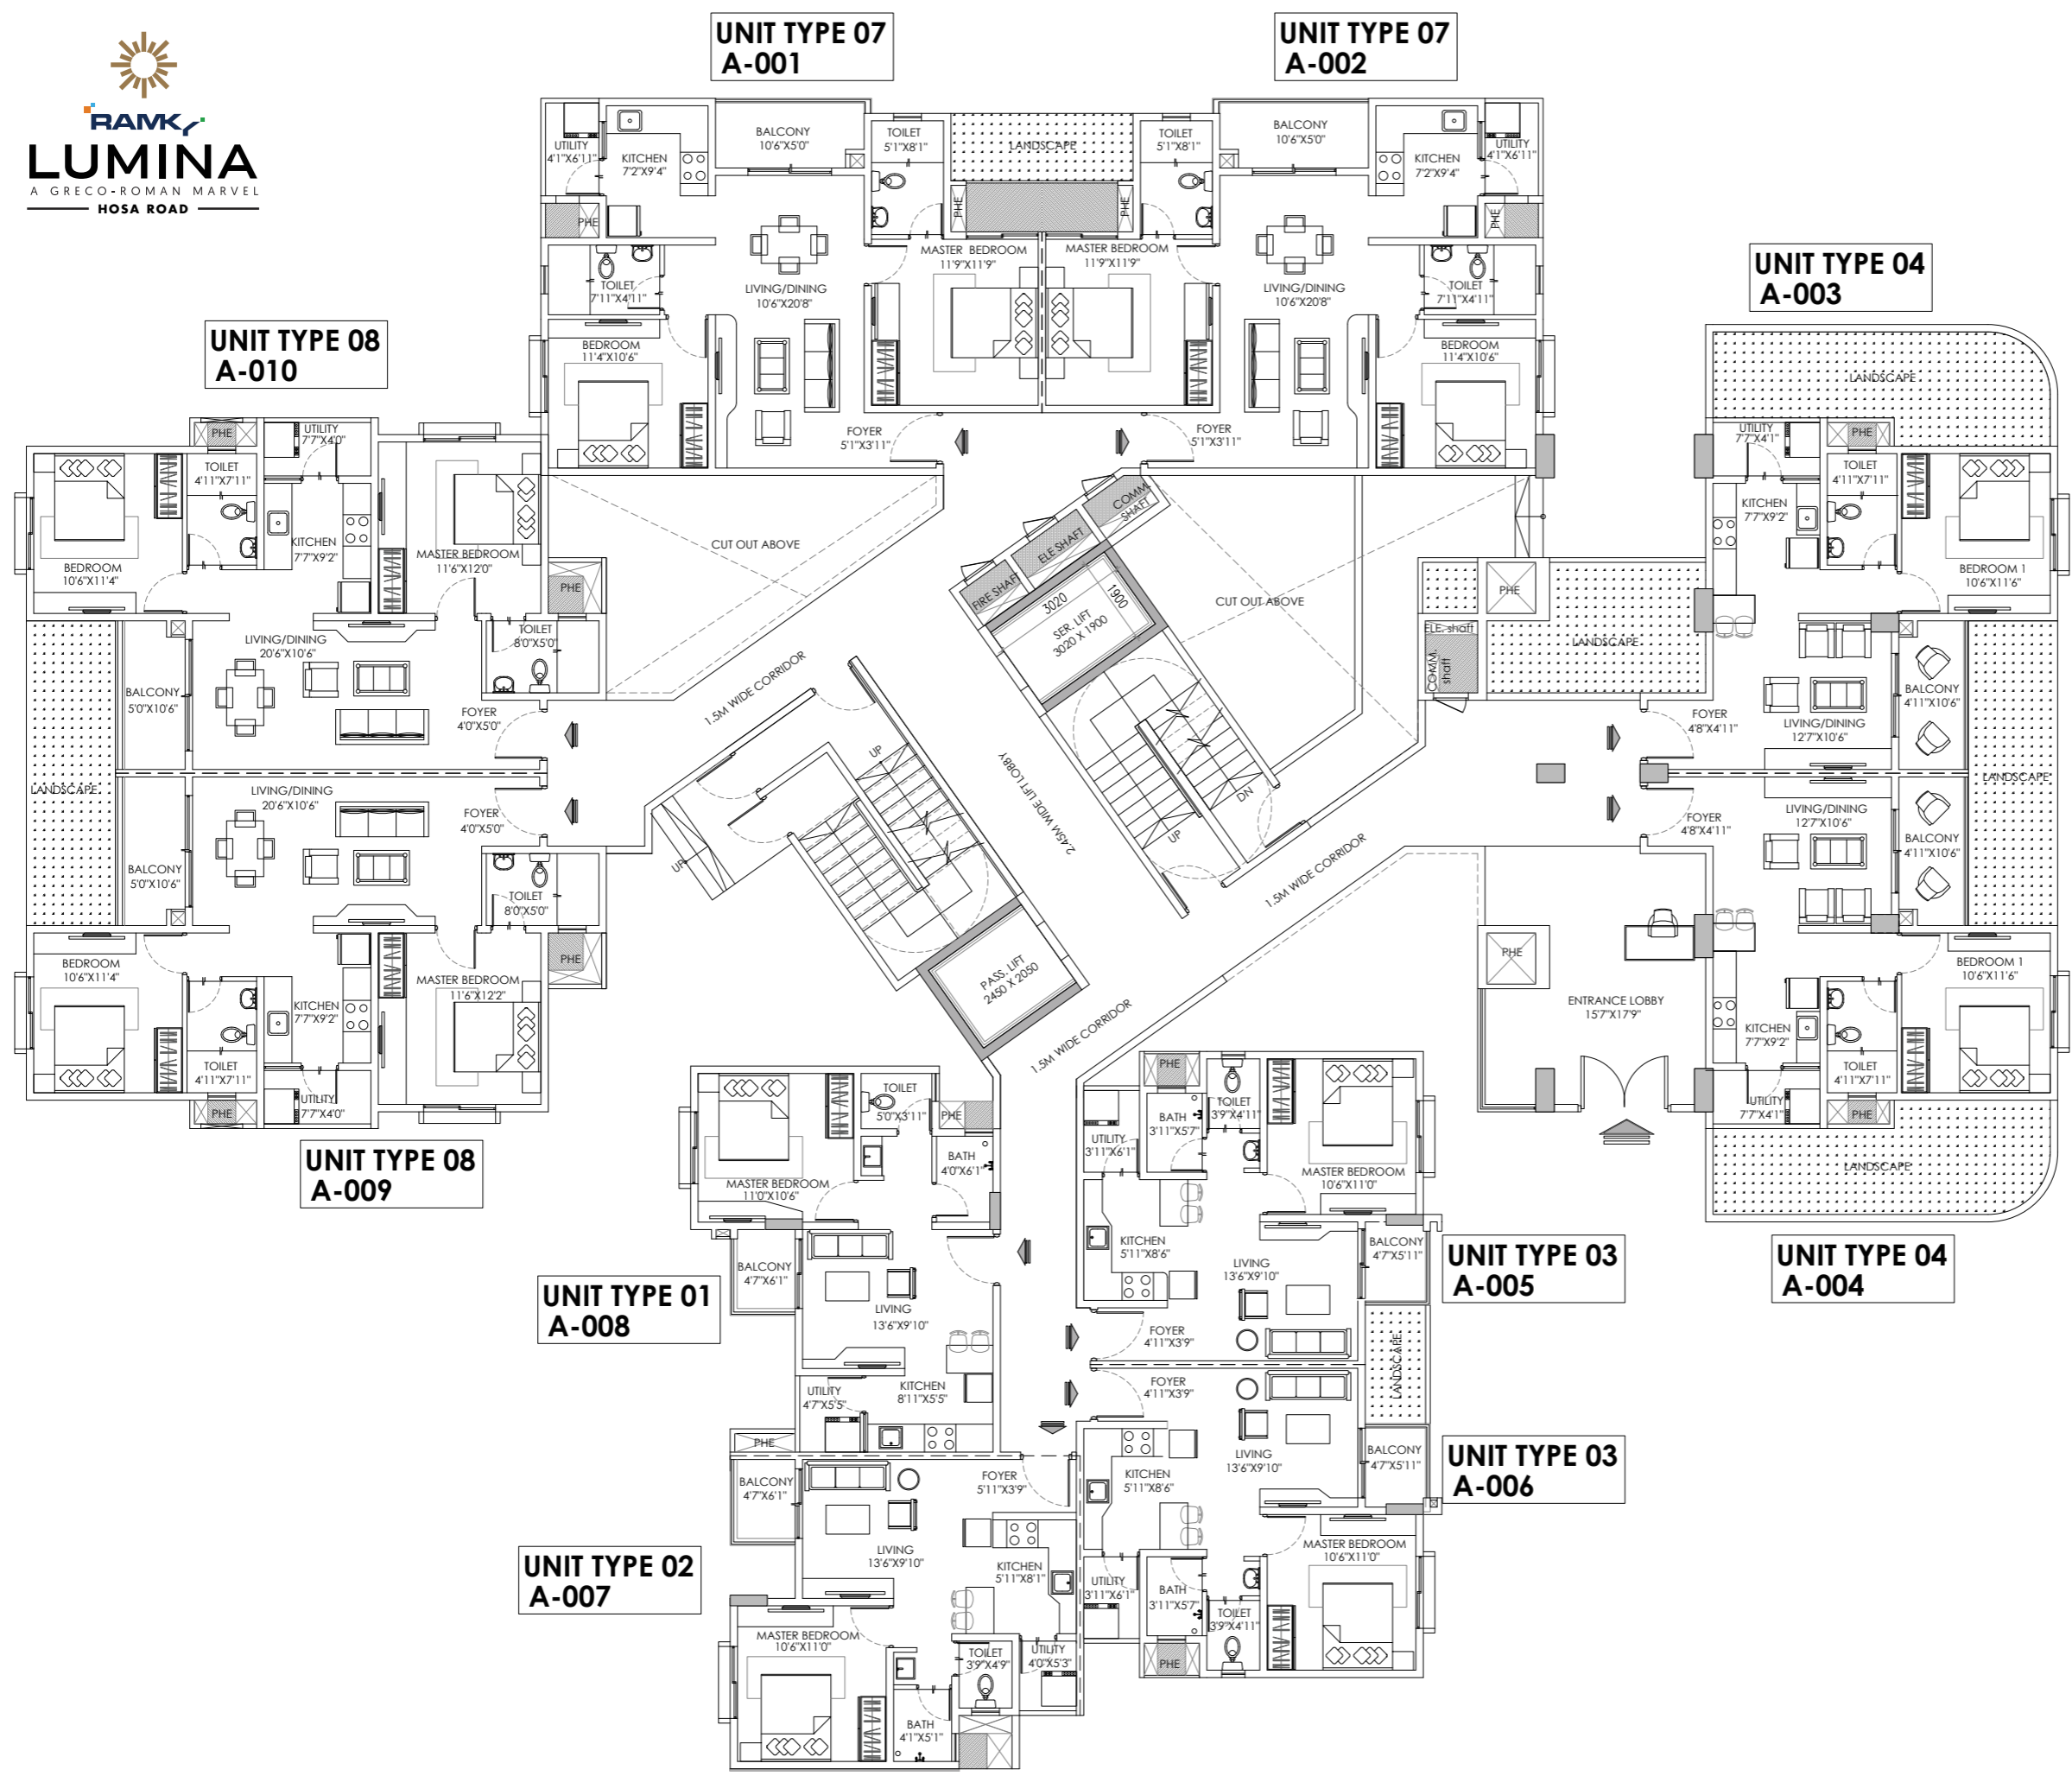 RAMKY
LUMINA
A GRECO-ROMAN MARVEL
HOSA ROAD
UNIT TYPE 07
A-001
UNIT TYPE 07
A-002
UTILITY
4'1"X6'11"
KITCHEN
7'2"X9'4"
BALCONY
10'6"X5'0"
TOILET
5'1"X8'1"
LANDSCAPE
TOILET
5'1"X8'1"
BALCONY
10'6"X5'0"
KITCHEN
7'2"X9'4"
UTILITY
4'1"X6'11"
PHE
PHE
PHE
PHE
TOILET
7'11"X4'11"
LIVING/DINING
10'6"X20'8"
MASTER BEDROOM
11'9"X11'9"
MASTER BEDROOM
11'9"X11'9"
LIVING/DINING
10'6"X20'8"
TOILET
7'11"X4'11"
BEDROOM
11'4"X10'6"
BEDROOM
11'4"X10'6"
FOYER
5'1"X3'11"
FOYER
5'1"X3'11"
UNIT TYPE 04
A-003
LANDSCAPE
UTILITY
7'7"X4'1"
PHE
TOILET
4'11"X7'11"
KITCHEN
7'7"X9'2"
BEDROOM 1
10'6"X11'6"
BALCONY
4'11"X10'6"
FOYER
4'8"X4'11"
LIVING/DINING
12'7"X10'6"
LANDSCAPE
LIVING/DINING
12'7"X10'6"
FOYER
4'8"X4'11"
BALCONY
4'11"X10'6"
BEDROOM 1
10'6"X11'6"
KITCHEN
7'7"X9'2"
TOILET
4'11"X7'11"
UTILITY
7'7"X4'1"
PHE
LANDSCAPE
UNIT TYPE 04
A-004
UNIT TYPE 08
A-010
PHE
UTILITY
7'7"X4'0"
TOILET
4'11"X7'11"
KITCHEN
7'7"X9'2"
MASTER BEDROOM
11'6"X12'0"
BEDROOM
10'6"X11'4"
PHE
TOILET
8'0"X5'0"
LIVING/DINING
20'6"X10'6"
BALCONY
5'0"X10'6"
FOYER
4'0"X5'0"
LANDSCAPE
LIVING/DINING
20'6"X10'6"
FOYER
4'0"X5'0"
BALCONY
5'0"X10'6"
TOILET
8'0"X5'0"
PHE
BEDROOM
10'6"X11'4"
MASTER BEDROOM
11'6"X12'2"
KITCHEN
7'7"X9'2"
TOILET
4'11"X7'11"
UTILITY
7'7"X4'0"
PHE
UNIT TYPE 08
A-009
CUT OUT ABOVE
COMM.
SHAFT
ELE SHAFT
FIRE SHAFT
3020
1900
SER. LIFT
3020 X 1900
CUT OUT ABOVE
PHE
LANDSCAPE
ELE. shaft
COMM.
shaft
1.5M WIDE CORRIDOR
UP
2.45M WIDE LIFT LOBBY
DN
UP
UP
1.5M WIDE CORRIDOR
PASS. LIFT
2450 X 2050
1.5M WIDE CORRIDOR
PHE
ENTRANCE LOBBY
15'7"X17'9"
TOILET
5'0"X3'11"
PHE
BATH
4'0"X6'1"
MASTER BEDROOM
11'0"X10'6"
BALCONY
4'7"X6'1"
LIVING
13'6"X9'10"
UTILITY
4'7"X5'5"
KITCHEN
8'11"X5'5"
PHE
UNIT TYPE 01
A-008
PHE
BATH
3'11"X5'7"
TOILET
3'9"X4'11"
UTILITY
3'11"X6'1"
MASTER BEDROOM
10'6"X11'0"
KITCHEN
5'11"X8'6"
LIVING
13'6"X9'10"
BALCONY
4'7"X5'11"
FOYER
4'11"X3'9"
UNIT TYPE 03
A-005
LANDSCAPE
FOYER
4'11"X3'9"
LIVING
13'6"X9'10"
BALCONY
4'7"X5'11"
KITCHEN
5'11"X8'6"
MASTER BEDROOM
10'6"X11'0"
UTILITY
3'11"X6'1"
BATH
3'11"X5'7"
TOILET
3'9"X4'11"
PHE
UNIT TYPE 03
A-006
BALCONY
4'7"X6'1"
FOYER
5'11"X3'9"
LIVING
13'6"X9'10"
KITCHEN
5'11"X8'1"
MASTER BEDROOM
10'6"X11'0"
TOILET
3'9"X4'9"
UTILITY
4'0"X5'3"
BATH
4'1"X5'1"
UNIT TYPE 02
A-007